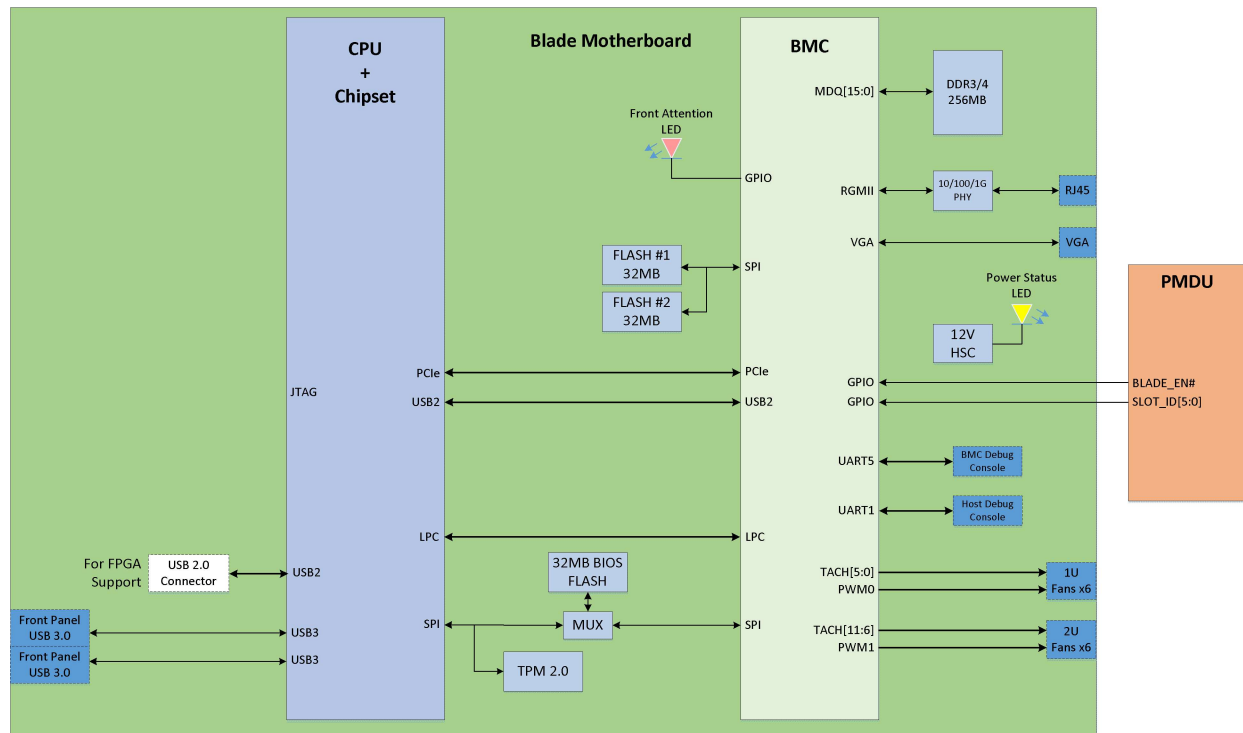 Blade Motherboard
CPU
+
Chipset
BMC
MDQ[15:0]
DDR3/4
256MB
Front Attention
LED
GPIO
RGMII
10/100/1G
PHY
RJ45
VGA
VGA
FLASH #1
32MB
SPI
FLASH #2
32MB
Power Status
LED
12V
HSC
PMDU
PCIe
PCIe
GPIO
BLADE_EN#
JTAG
USB2
USB2
GPIO
SLOT_ID[5:0]
UART5
BMC Debug
Console
UART1
Host Debug
Console
LPC
LPC
For FPGA
Support
USB 2.0
Connector
USB2
32MB BIOS
FLASH
TACH[5:0]
PWM0
1U
Fans x6
Front Panel
USB 3.0
USB3
SPI
MUX
SPI
TACH[11:6]
PWM1
2U
Fans x6
Front Panel
USB 3.0
USB3
TPM 2.0